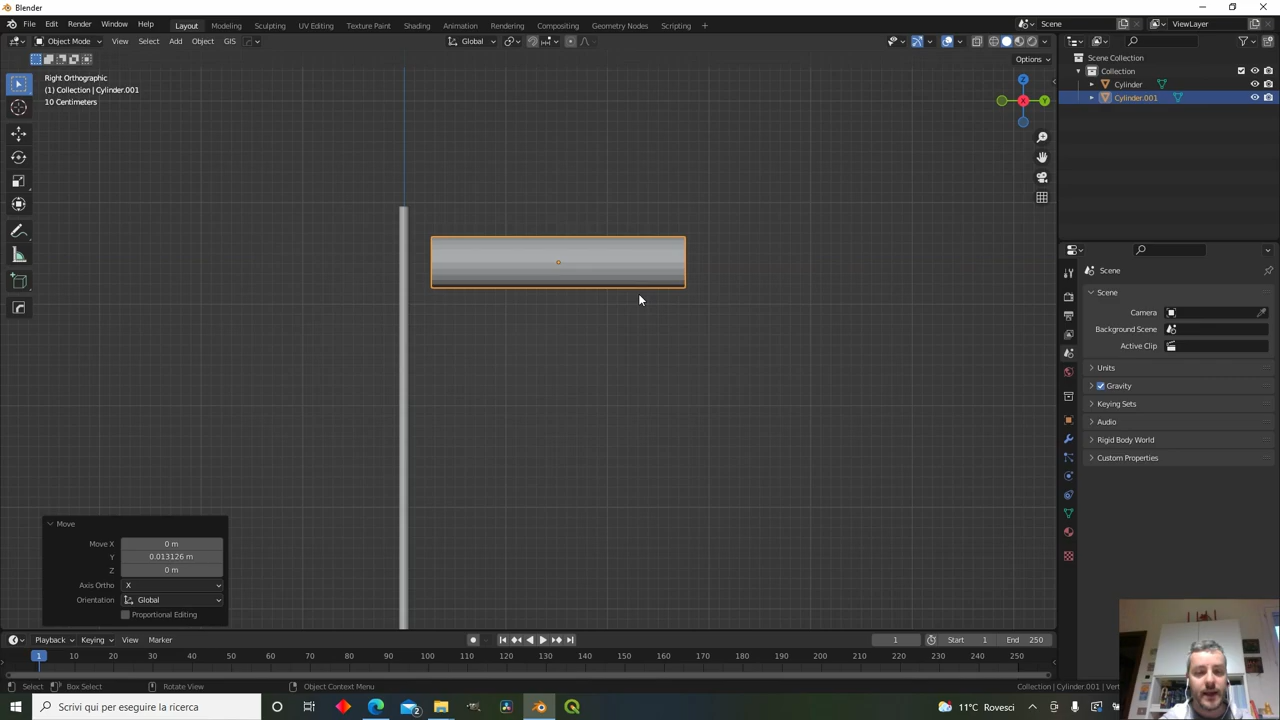 Blender
File Edit Render Window Help
Layout Modeling Sculpting UV Editing Texture Paint Shading Animation Rendering Compositing Geometry Nodes Scripting +
Scene
ViewLayer
Object Mode View Select Add Object GIS
Global
Options
Right Orthographic
(1) Collection | Cylinder.001
10 Centimeters
Z
X
Y
Scene Collection
Collection
Cylinder
Cylinder.001
Scene
Scene
Camera
Background Scene
Active Clip
Units
Gravity
Keying Sets
Audio
Rigid Body World
Custom Properties
Move
Move X 0 m
Y 0.013126 m
Z 0 m
Axis Ortho X
Orientation Global
Proportional Editing
Playback Keying View Marker
1 Start 1 End 250
1 10 20 30 40 50 60 70 80 90 100 110 120 130 140 150 160 170 180 190 200 210 220 230 240 250
Select Box Select Rotate View Object Context Menu
Collection | Cylinder.001
Scrivi qui per eseguire la ricerca
2
11°C Rovesci